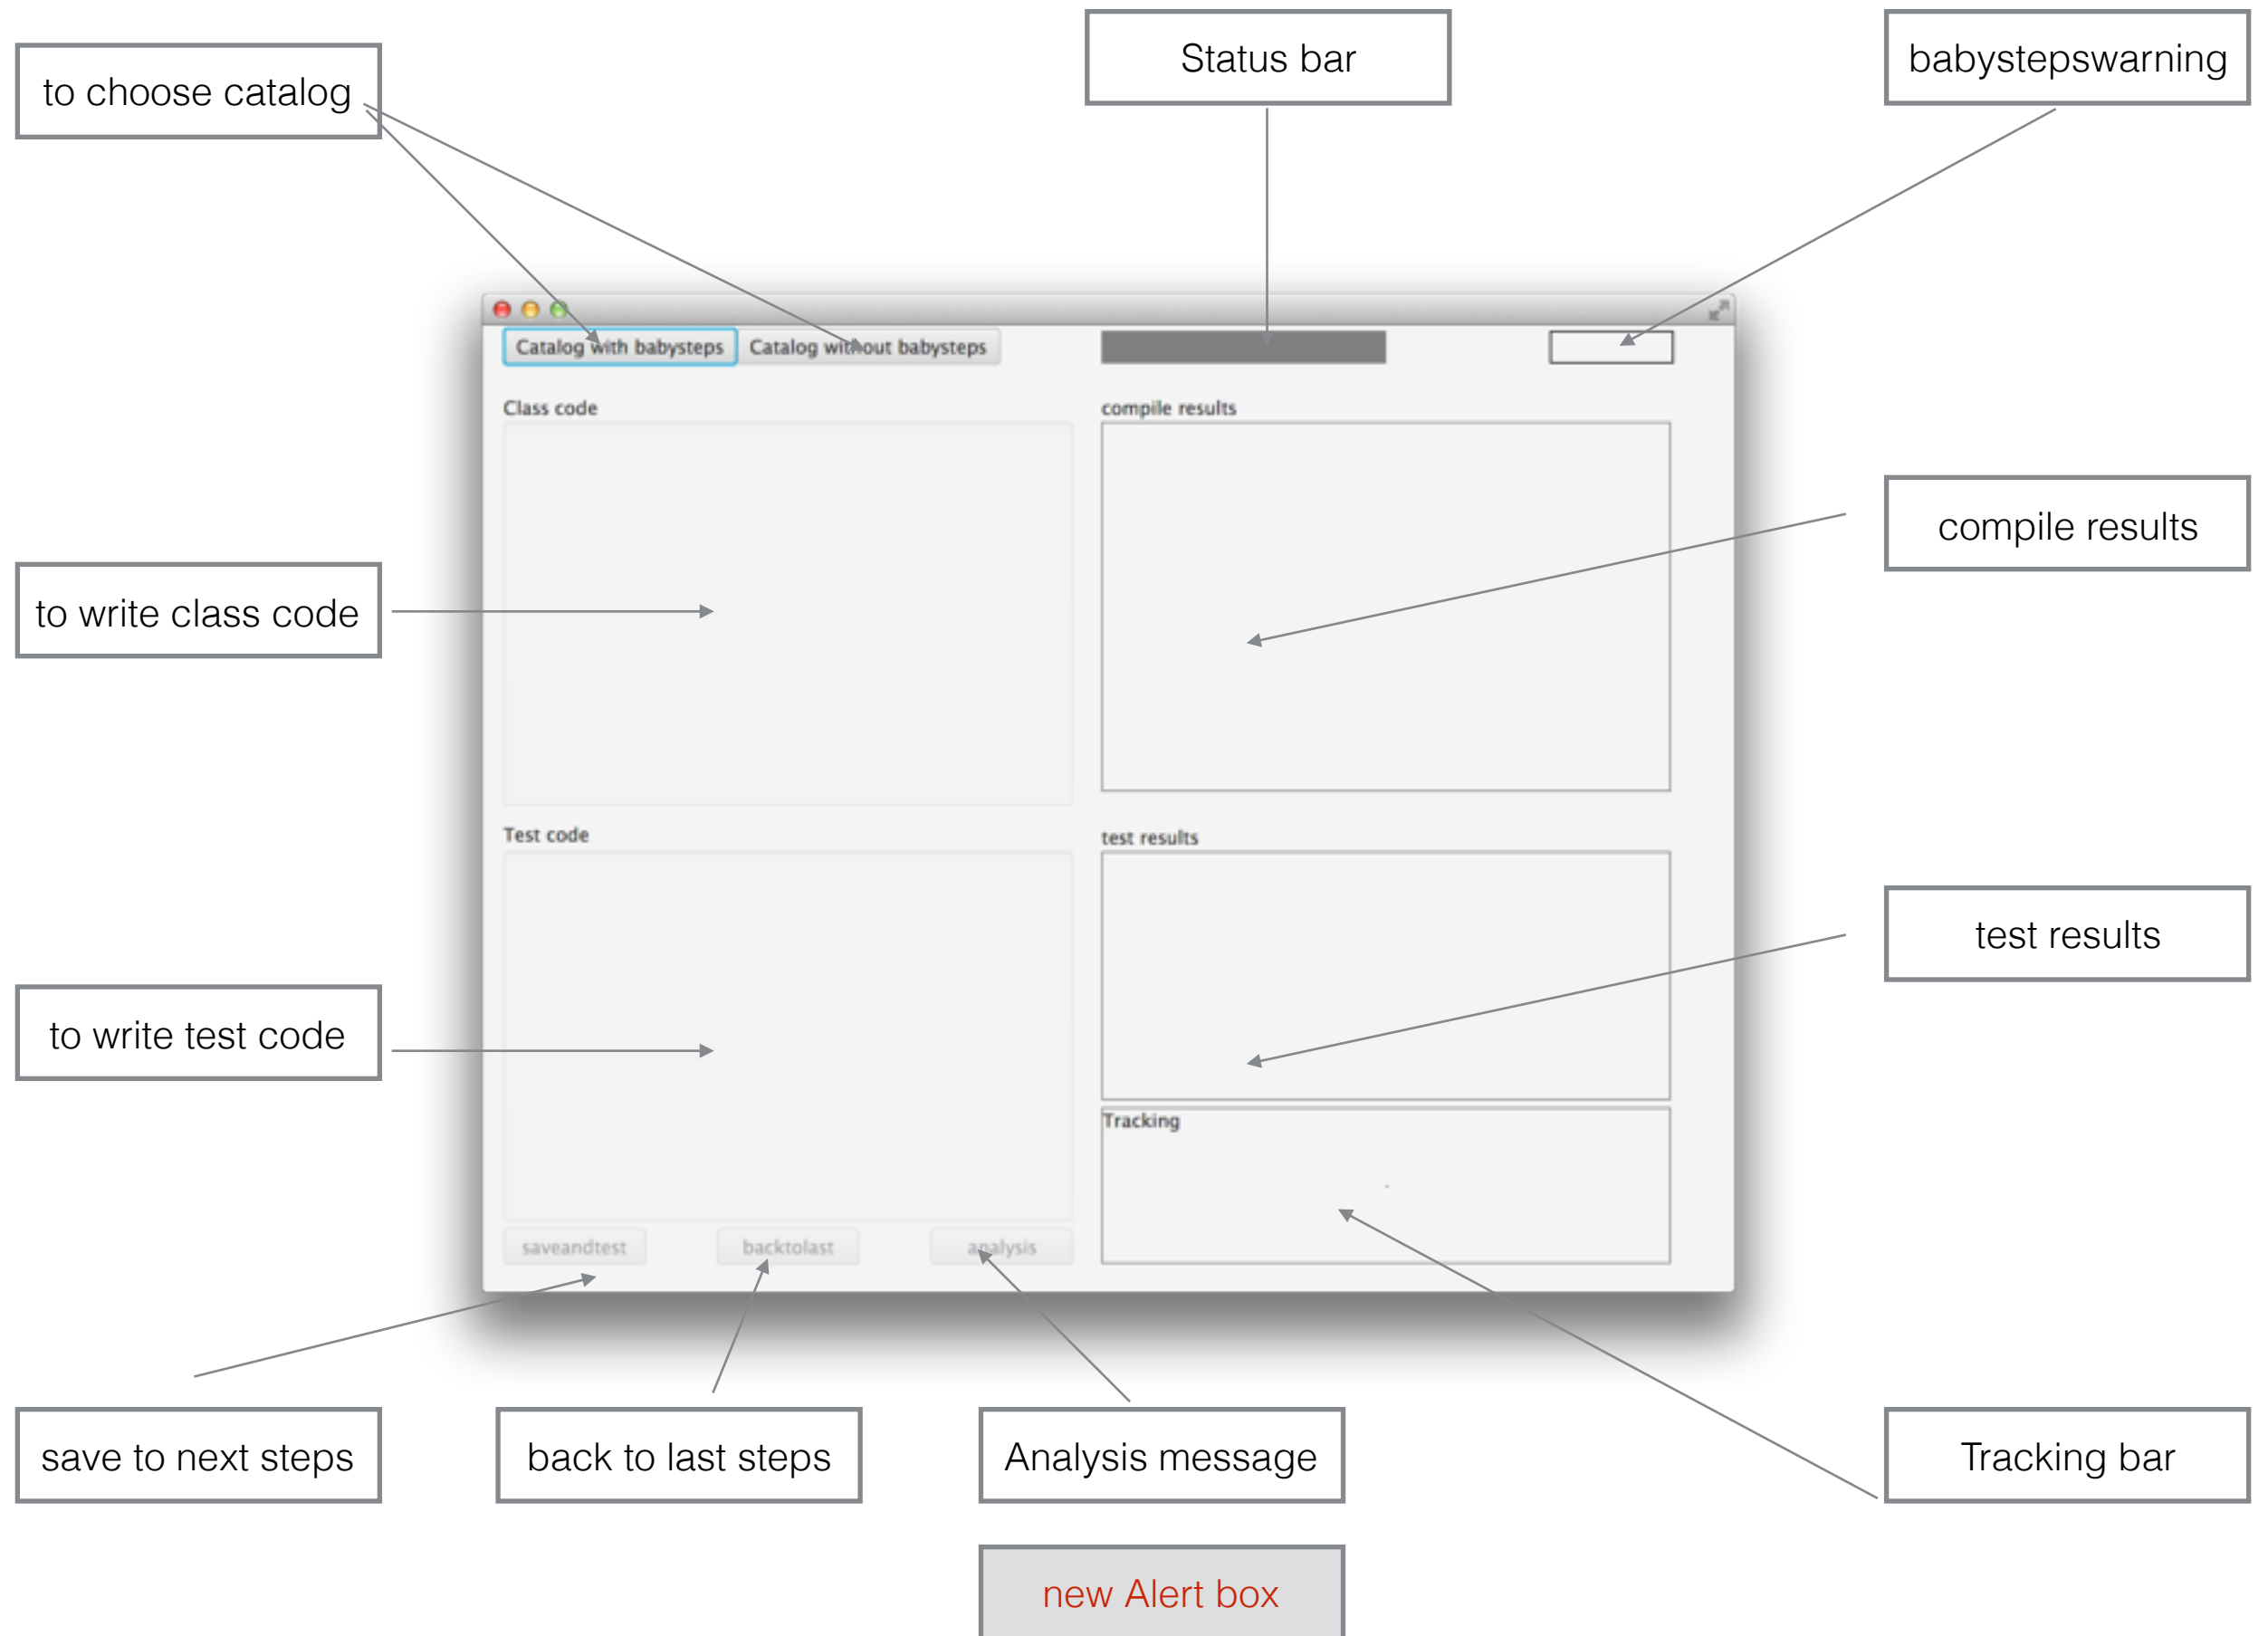 to choose catalog
Status bar
babystepswarning
Catalog with babysteps
Catalog without babysteps
Class code
compile results
compile results
to write class code
Test code
test results
test results
to write test code
Tracking
saveandtest
backtolast
analysis
save to next steps
back to last steps
Analysis message
Tracking bar
new Alert box